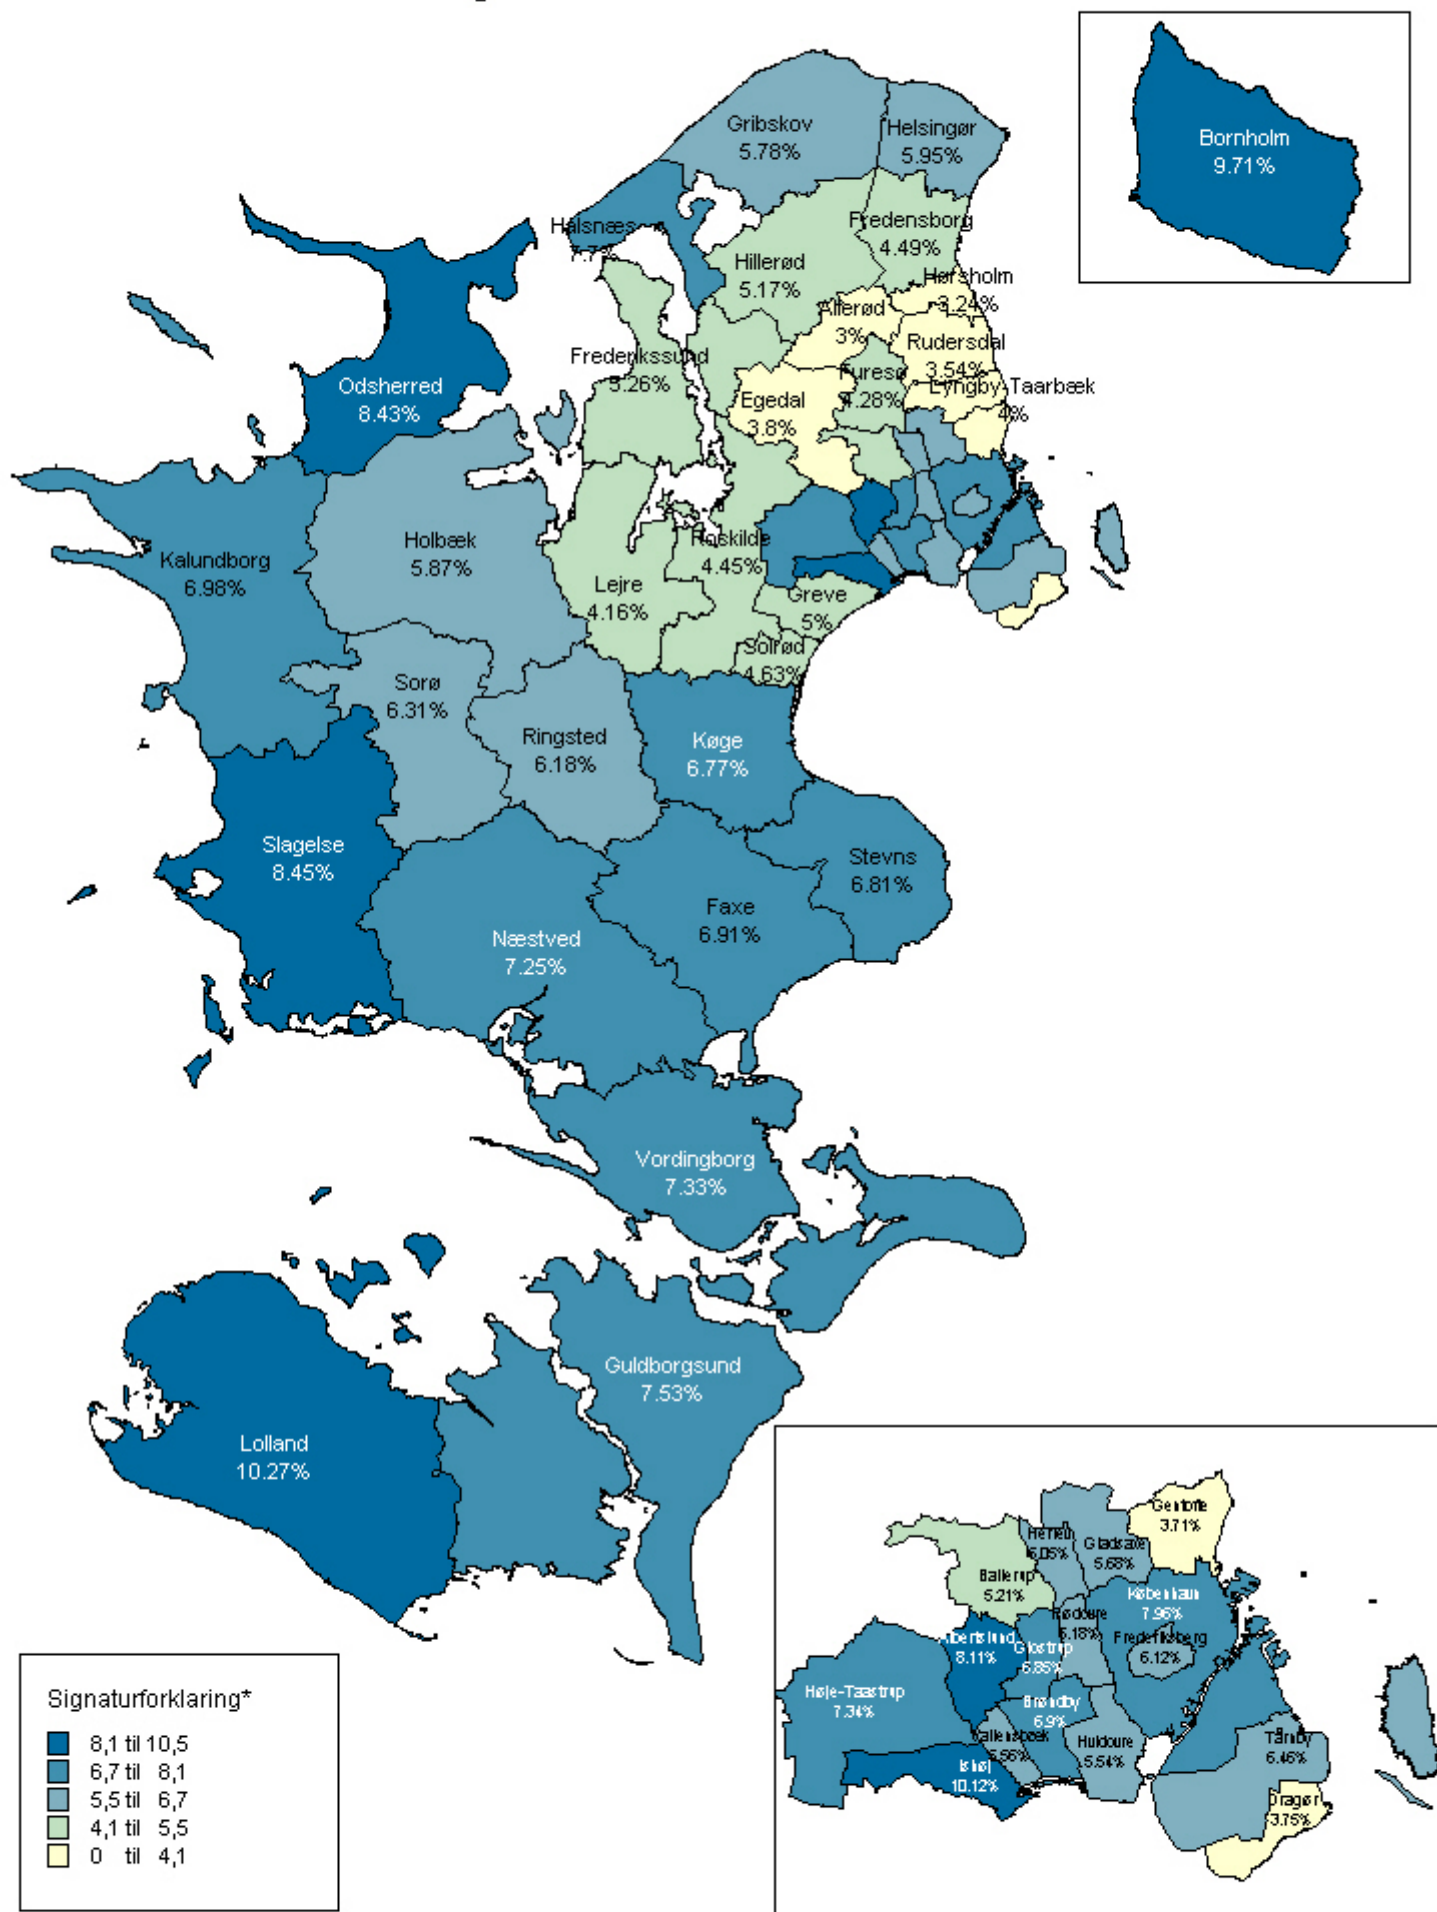 Bornholm
9.71%
Gribskov
5.78%
Helsingør
5.95%
Halsnæs
7.7%
Fredensborg
4.49%
Hillerød
5.17%
Hørsholm
3.24%
Allerød
3%
Rudersdal
3.54%
Frederikssund
5.26%
Furesø
4.28%
Lyngby-Taarbæk
4%
Odsherred
8.43%
Egedal
3.8%
Kalundborg
6.98%
Holbæk
5.87%
Roskilde
4.45%
Lejre
4.16%
Greve
5%
Solrød
4.63%
Sorø
6.31%
Ringsted
6.18%
Køge
6.77%
Slagelse
8.45%
Stevns
6.81%
Faxe
6.91%
Næstved
7.25%
Vordingborg
7.33%
Guldborgsund
7.53%
Lolland
10.27%
Gentofte
3.71%
Herlev
6.05%
Gladsaxe
5.68%
Ballerup
5.21%
København
7.96%
Rødovre
6.18%
Frederiksberg
6.12%
Albertslund
8.11%
Glostrup
6.85%
Høje-Taastrup
7.34%
Brøndby
6.9%
Vallensbæk
5.56%
Hvidovre
5.54%
Tårnby
6.46%
Ishøj
10.12%
Dragør
3.75%
Signaturforklaring*
8,1 til 10,5
6,7 til 8,1
5,5 til 6,7
4,1 til 5,5
0 til 4,1